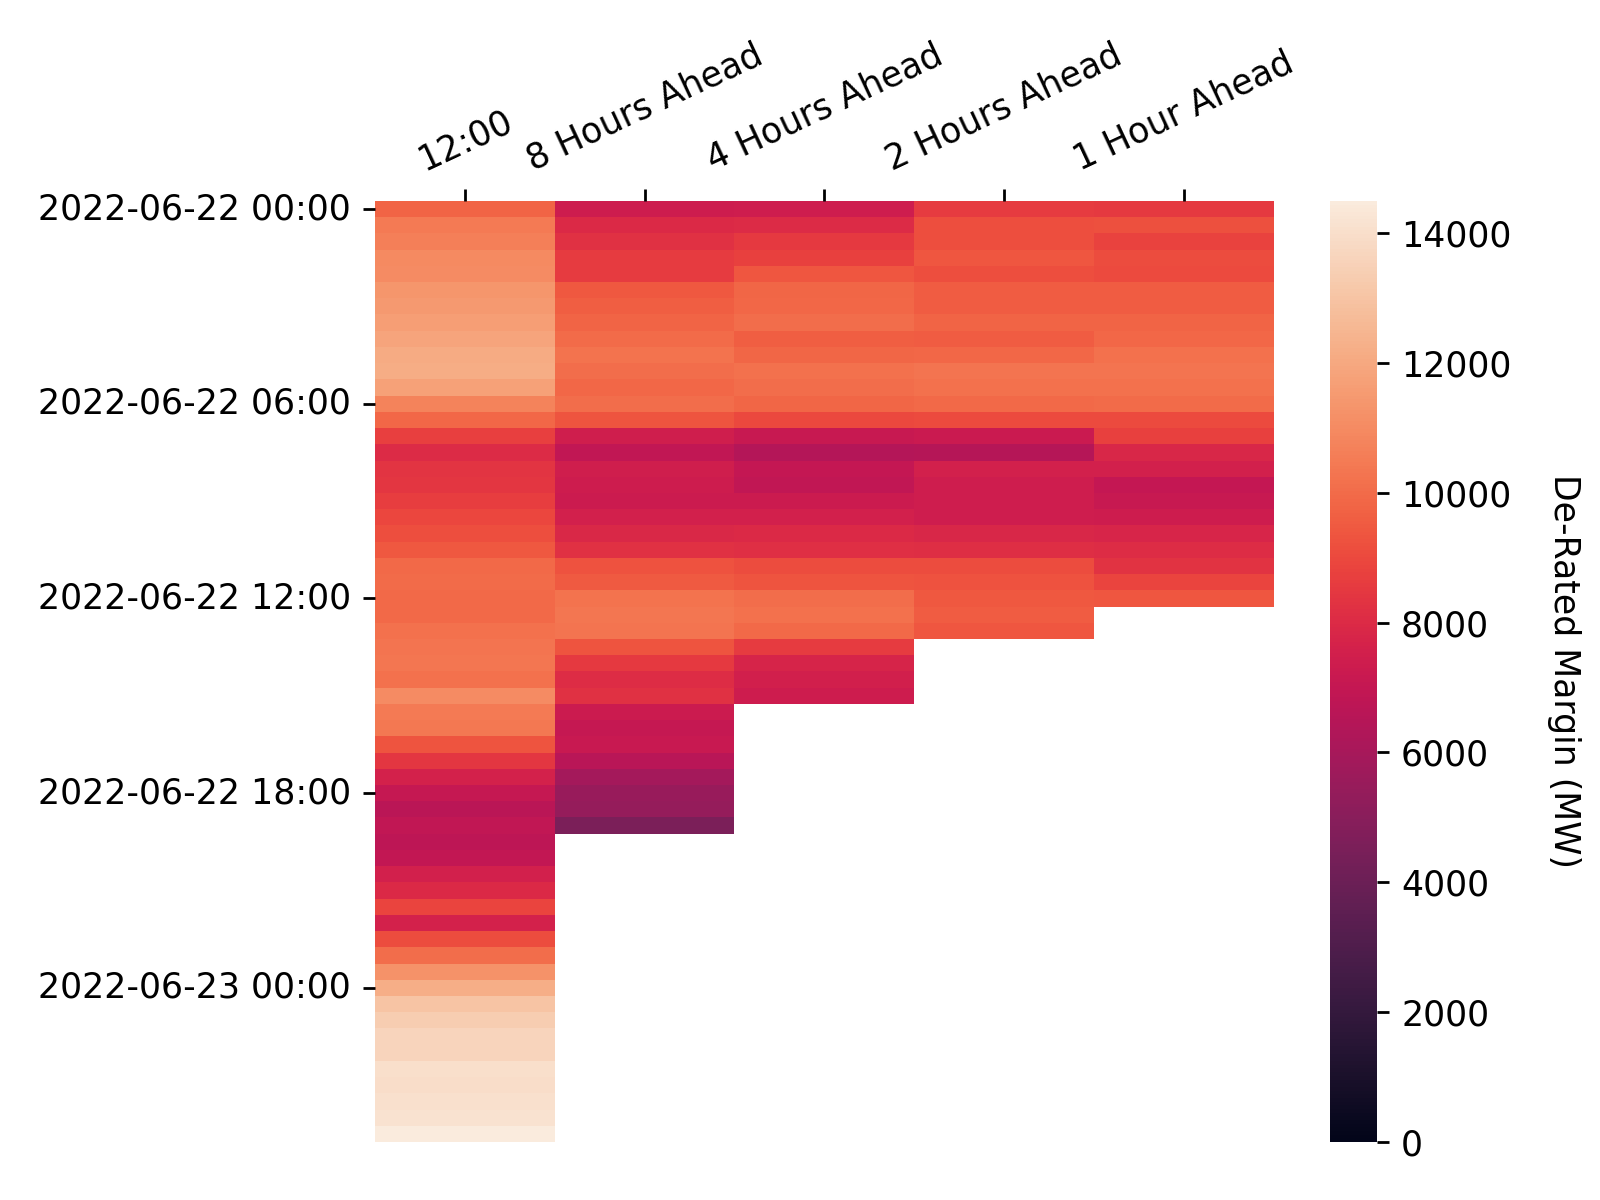 12:00
8 Hours Ahead
4 Hours Ahead
2 Hours Ahead
1 Hour Ahead
2022-06-22 00:00
2022-06-22 06:00
2022-06-22 12:00
2022-06-22 18:00
2022-06-23 00:00
14000
12000
10000
8000
6000
4000
2000
0
De-Rated Margin (MW)